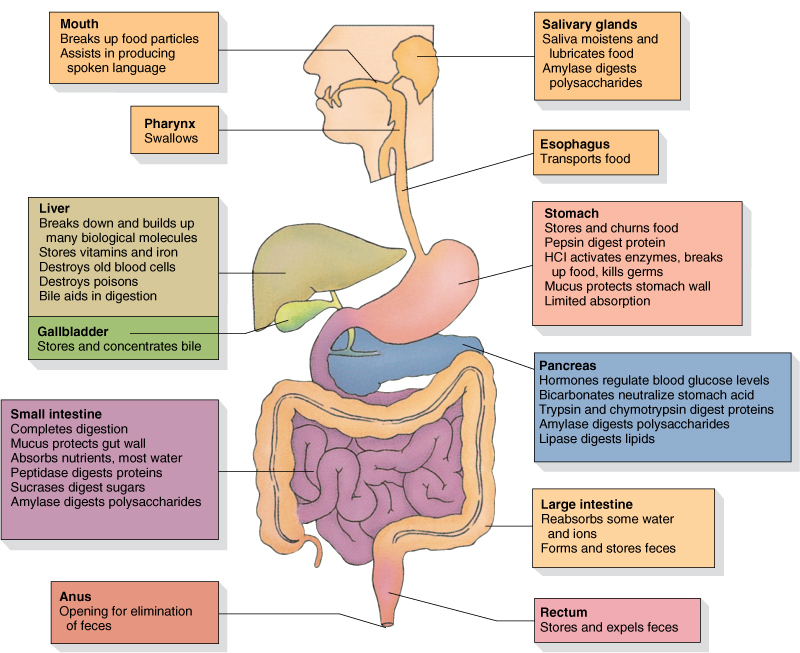 Mouth
Breaks up food particles
Assists in producing
spoken language
Salivary glands
Saliva moistens and
lubricates food
Amylase digests
polysaccharides
Pharynx
Swallows
Esophagus
Transports food
Liver
Breaks down and builds up
many biological molecules
Stores vitamins and iron
Destroys old blood cells
Destroys poisons
Bile aids in digestion
Stomach
Stores and churns food
Pepsin digest protein
HCl activates enzymes, breaks
up food, kills germs
Mucus protects stomach wall
Limited absorption
Gallbladder
Stores and concentrates bile
Pancreas
Hormones regulate blood glucose levels
Bicarbonates neutralize stomach acid
Trypsin and chymotrypsin digest proteins
Amylase digests polysaccharides
Lipase digests lipids
Small intestine
Completes digestion
Mucus protects gut wall
Absorbs nutrients, most water
Peptidase digests proteins
Sucrases digest sugars
Amylase digests polysaccharides
Large intestine
Reabsorbs some water
and ions
Forms and stores feces
Anus
Opening for elimination
of feces
Rectum
Stores and expels feces